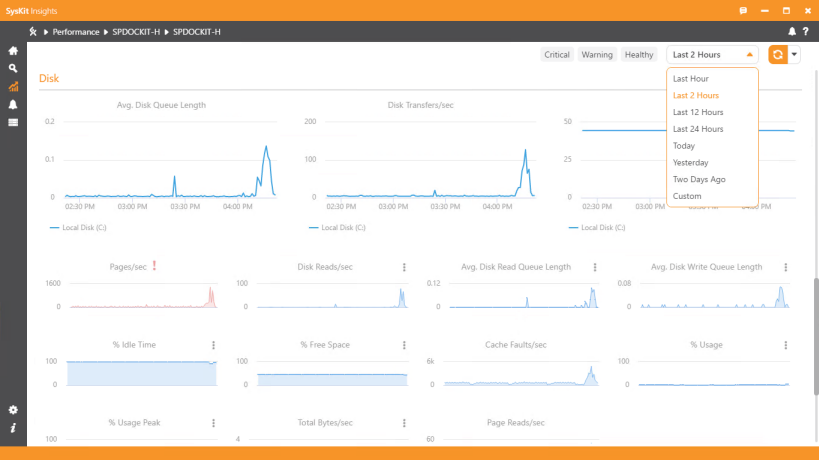 SysKit Insights
Performance SPDOCKIT-H SPDOCKIT-H
?
Critical Warning Healthy Last 2 Hours
Last Hour
Last 2 Hours
Last 12 Hours
Last 24 Hours
Today
Yesterday
Two Days Ago
Custom
Disk
Avg. Disk Queue Length
0.2
0.1
0
02:30 PM 03:00 PM 03:30 PM 04:00 PM
Local Disk (C:)
Disk Transfers/sec
200
100
0
02:30 PM 03:00 PM 03:30 PM 04:00 PM
Local Disk (C:)
50
25
0
02:30 PM 03:00 PM 03:30 PM 04:00 PM
Local Disk (C:)
Pages/sec !
1600
0
Disk Reads/sec
100
0
Avg. Disk Read Queue Length
0.12
0
Avg. Disk Write Queue Length
0.08
0
% Idle Time
100
0
% Free Space
100
0
Cache Faults/sec
6k
0
% Usage
100
0
% Usage Peak
100
Total Bytes/sec
4
Page Reads/sec
60
i